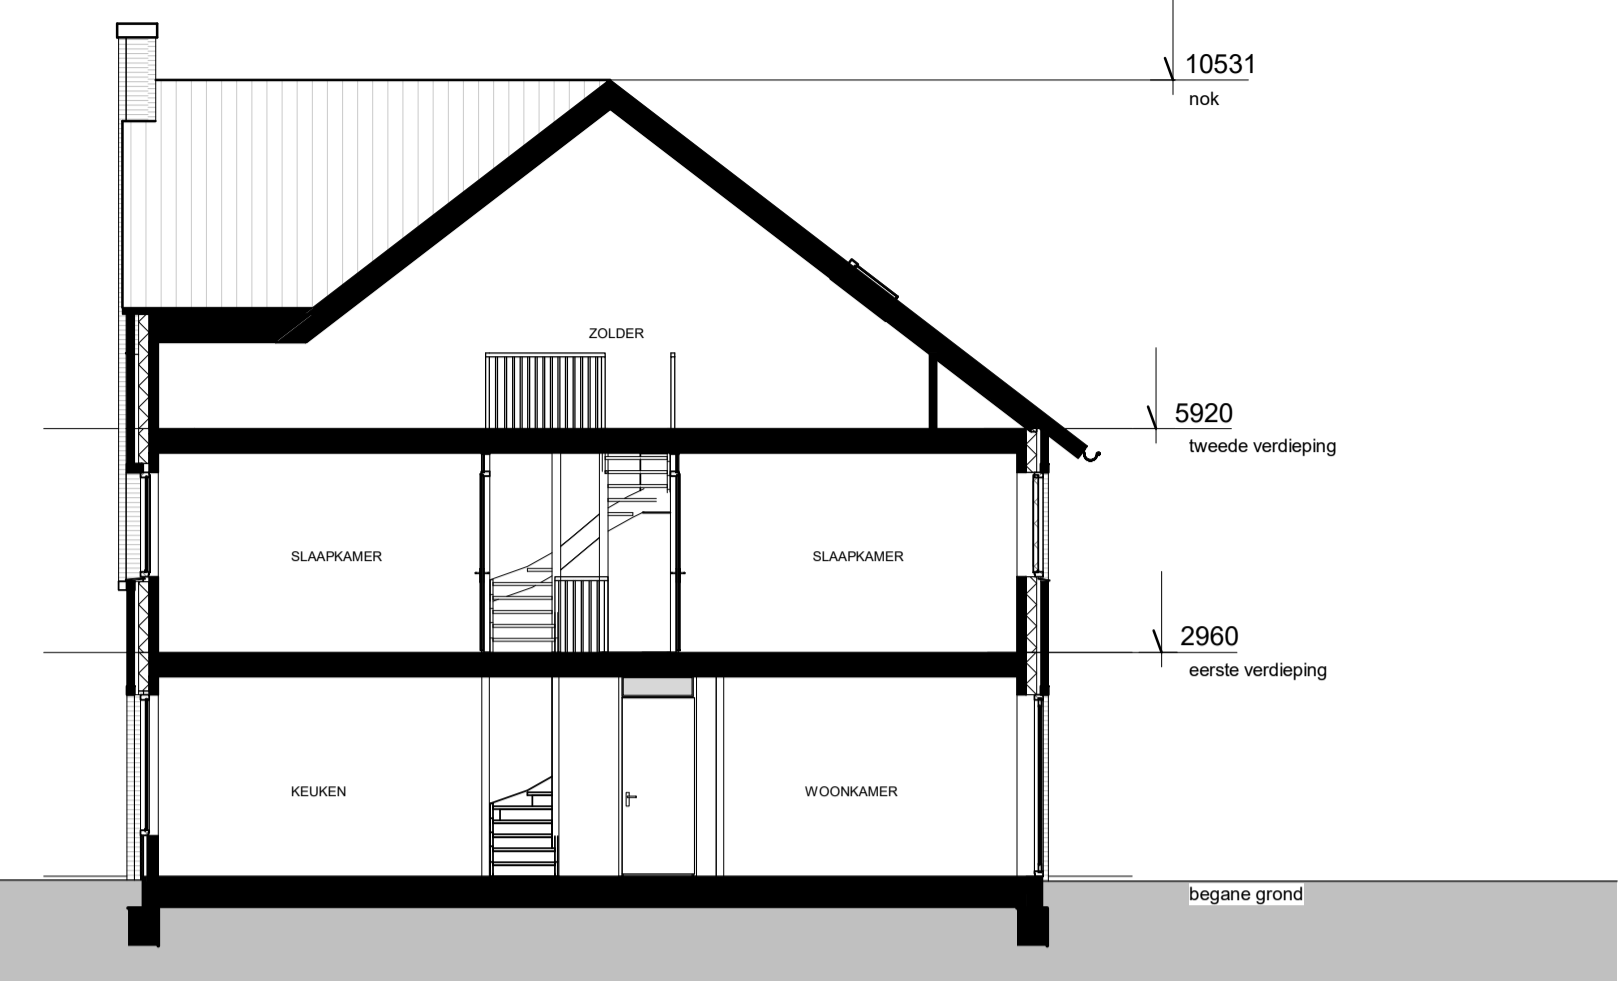 10531
nok
ZOLDER
5920
tweede verdieping
SLAAPKAMER
SLAAPKAMER
2960
eerste verdieping
KEUKEN
WOONKAMER
begane grond